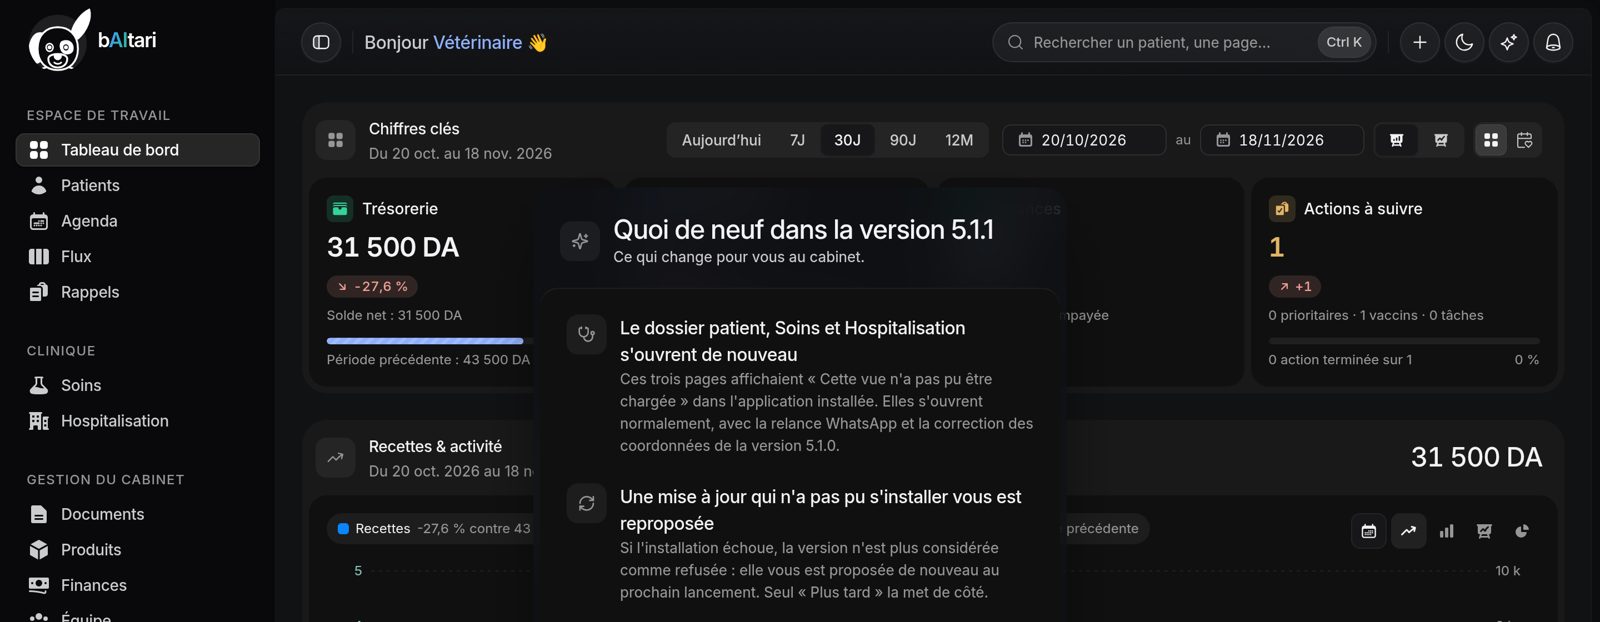 bAItari
Bonjour Vétérinaire 👋
Rechercher un patient, une page...
Ctrl K
ESPACE DE TRAVAIL
Tableau de bord
Patients
Agenda
Flux
Rappels
CLINIQUE
Soins
Hospitalisation
GESTION DU CABINET
Documents
Produits
Finances
Équipe
Chiffres clés
Du 20 oct. au 18 nov. 2026
Aujourd'hui
7J
30J
90J
12M
20/10/2026
au
18/11/2026
Trésorerie
31 500 DA
-27,6 %
Solde net : 31 500 DA
Période précédente : 43 500 DA
Actions à suivre
1
+1
0 prioritaires · 1 vaccins · 0 tâches
0 action terminée sur 1
0 %
Quoi de neuf dans la version 5.1.1
Ce qui change pour vous au cabinet.
Le dossier patient, Soins et Hospitalisation
s'ouvrent de nouveau
Ces trois pages affichaient « Cette vue n'a pas pu être
chargée » dans l'application installée. Elles s'ouvrent
normalement, avec la relance WhatsApp et la correction des
coordonnées de la version 5.1.0.
Une mise à jour qui n'a pas pu s'installer vous est
reproposée
Si l'installation échoue, la version n'est plus considérée
comme refusée : elle vous est proposée de nouveau au
prochain lancement. Seul « Plus tard » la met de côté.
Recettes & activité
Du 20 oct. 2026 au 18 n
31 500 DA
Recettes -27,6 % contre 43
précédente
5
10 k